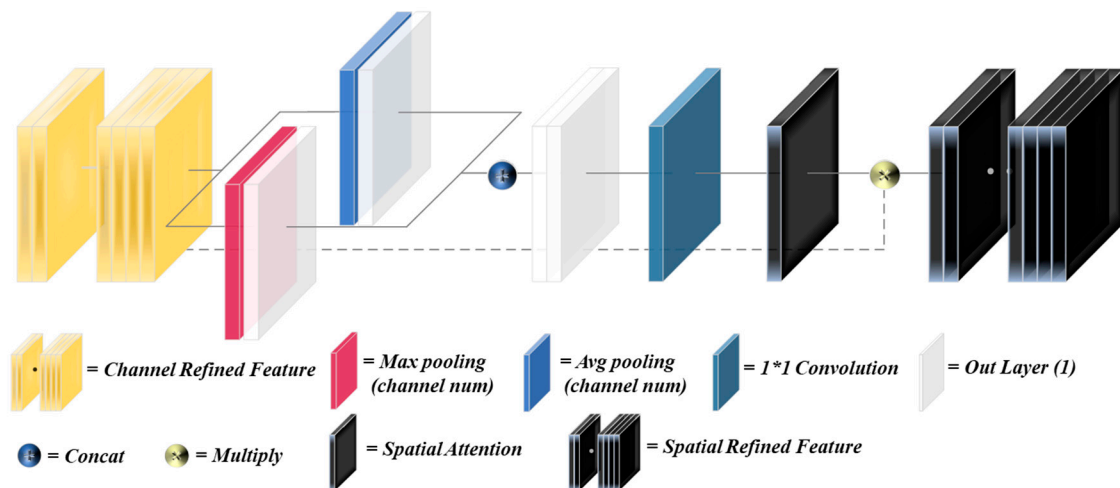 = Channel Refined Feature
= Max pooling
(channel num)
= Avg pooling
(channel num)
= 1*1 Convolution
= Out Layer (1)
= Concat
= Multiply
= Spatial Attention
= Spatial Refined Feature